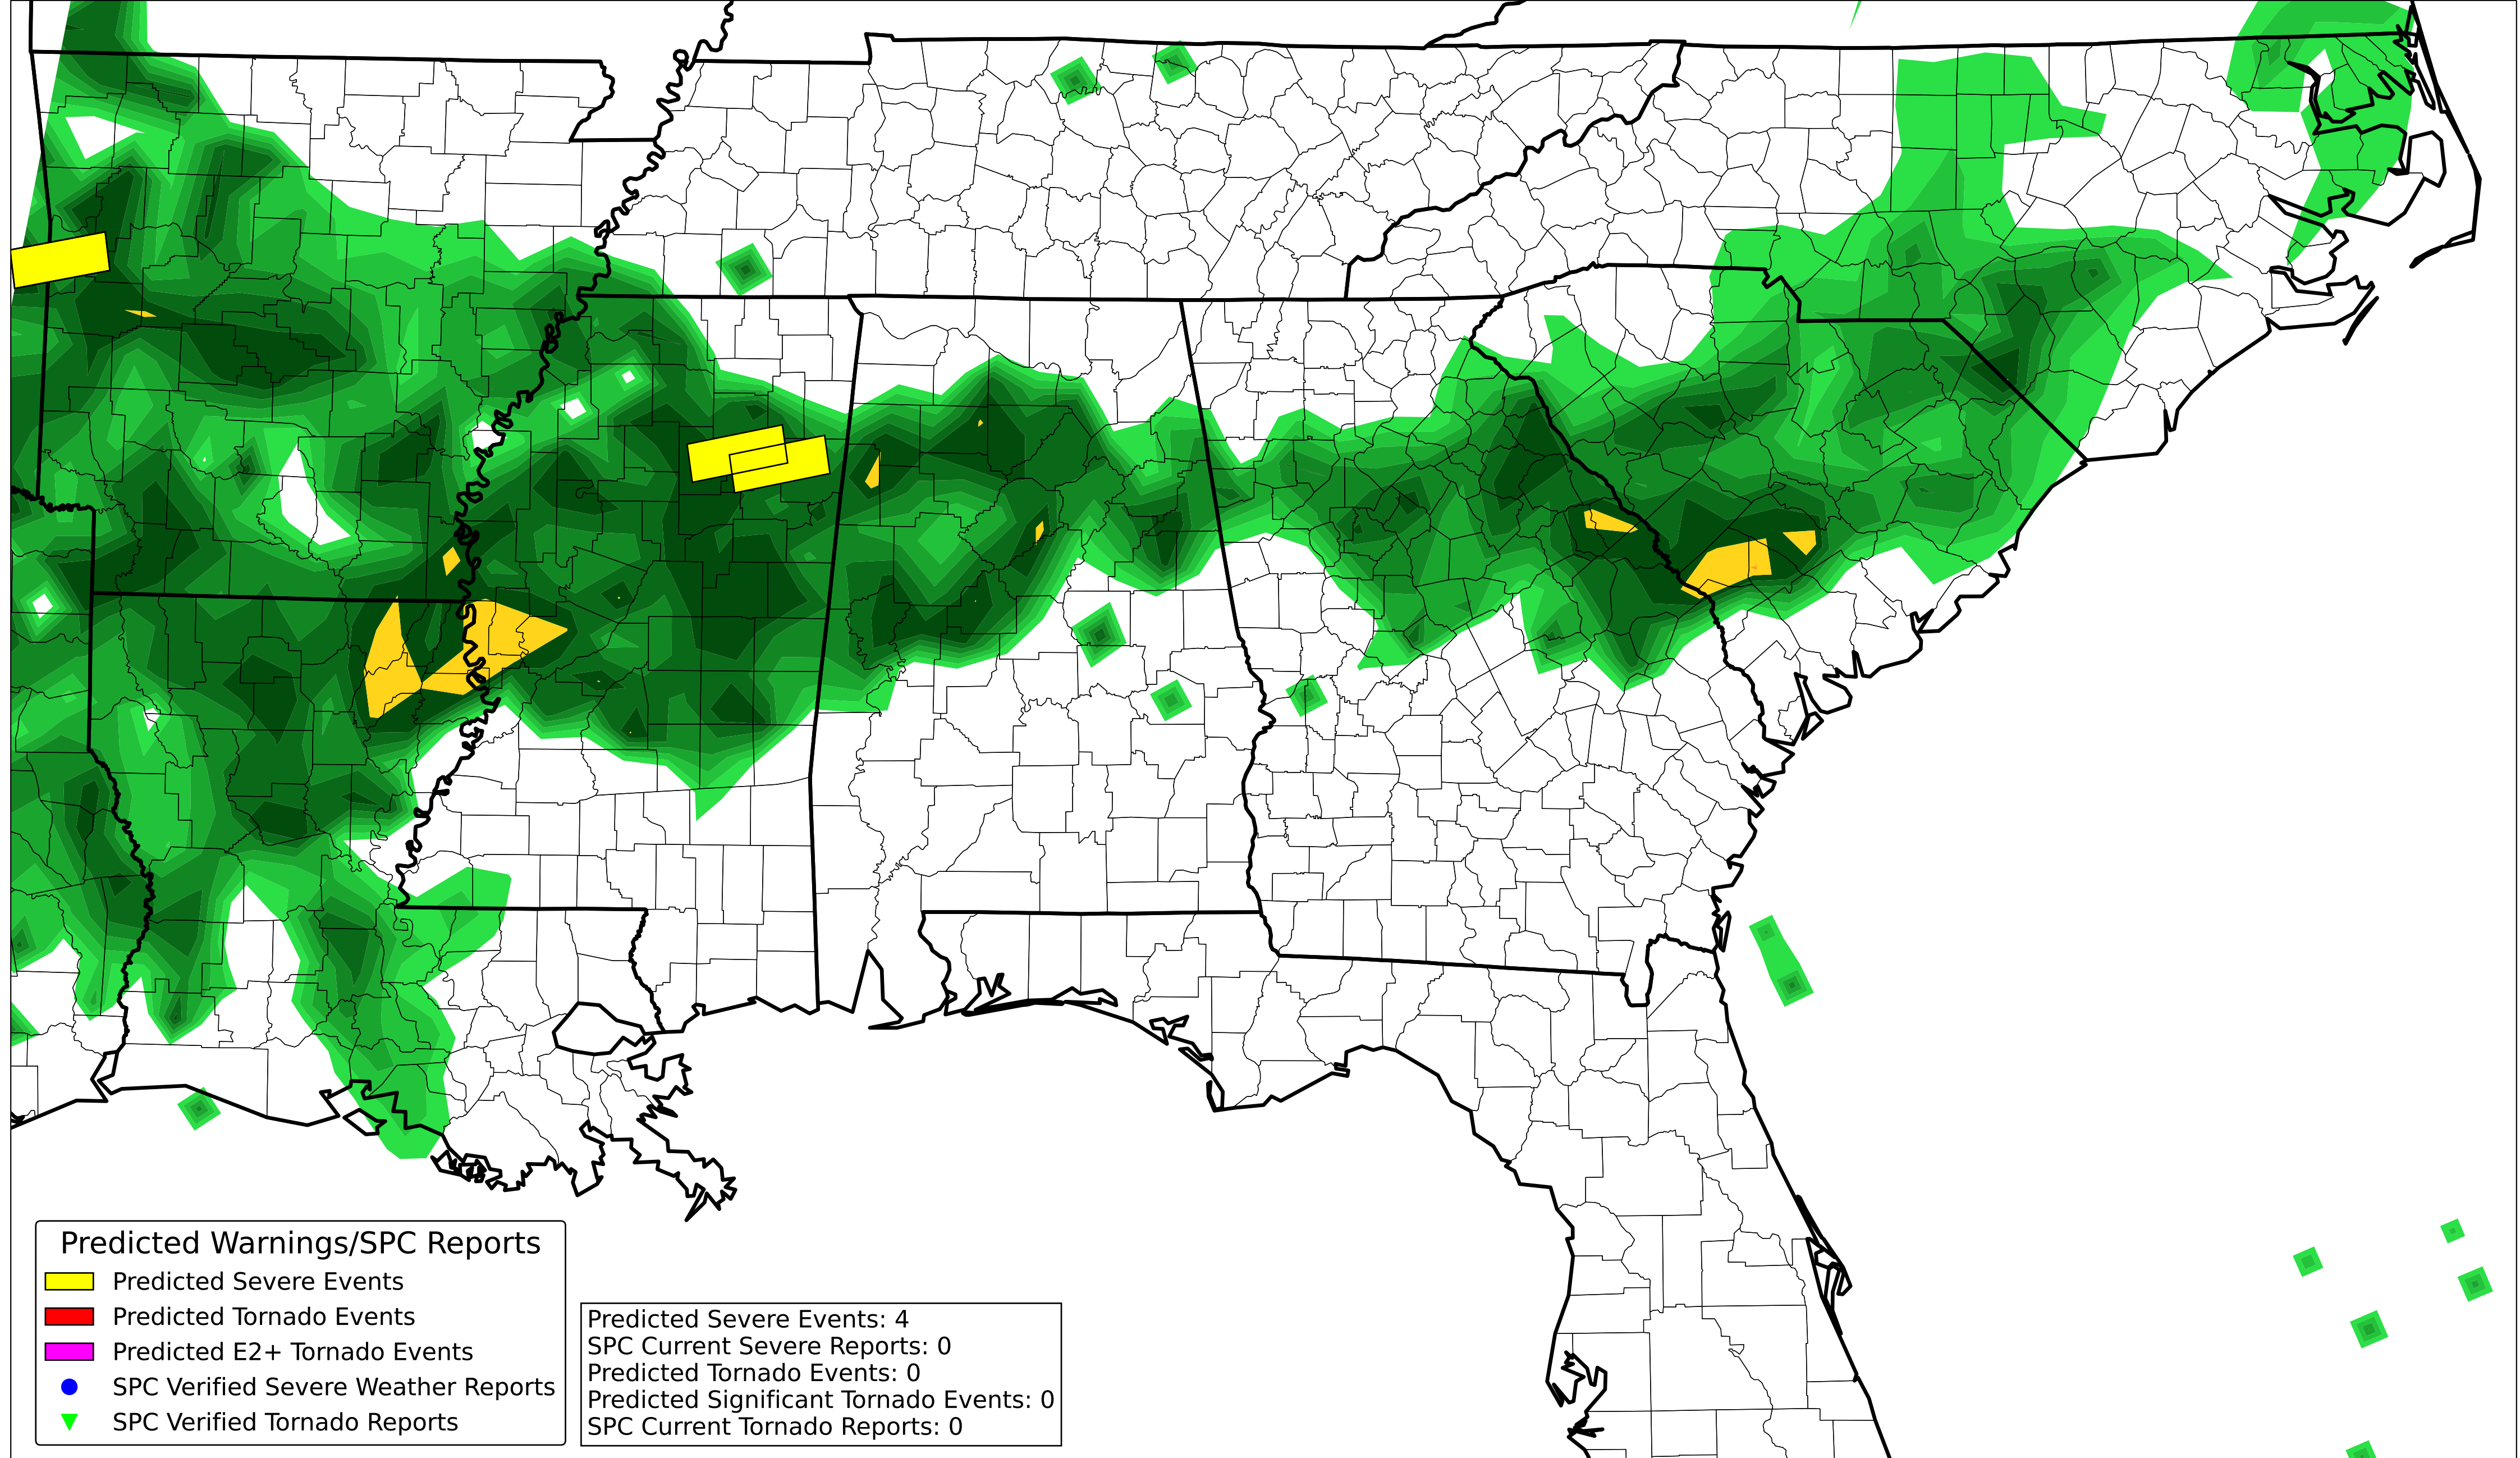 Predicted Warnings/SPC Reports
Predicted Severe Events
Predicted Tornado Events
Predicted E2+ Tornado Events
SPC Verified Severe Weather Reports
SPC Verified Tornado Reports
Predicted Severe Events: 4
SPC Current Severe Reports: 0
Predicted Tornado Events: 0
Predicted Significant Tornado Events: 0
SPC Current Tornado Reports: 0